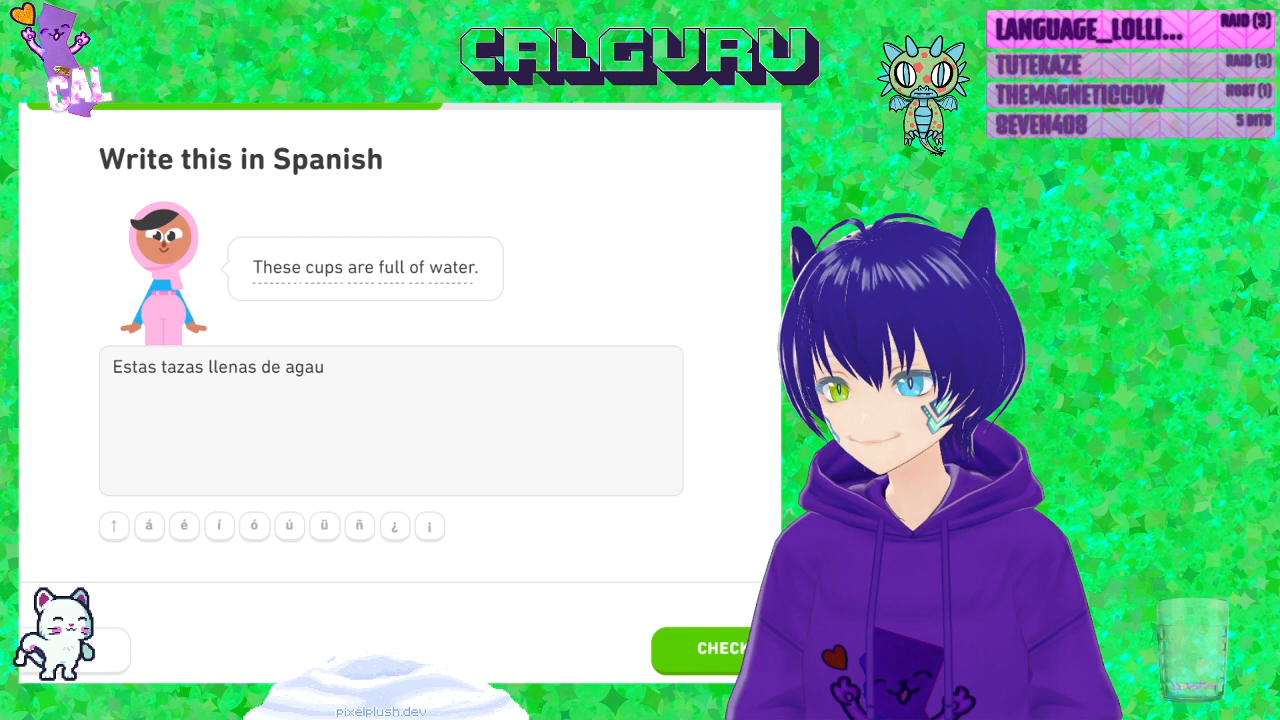 CAL
CALGURU
LANGUAGE_LOLLI... RAID (3)
TUTEKAZE RAID (3)
THEMAGNETICCOW HOST (1)
SEVEN408 5 BITS
Write this in Spanish
These cups are full of water.
Estas tazas llenas de agau
↑ á é í ó ú ü ñ ¿ ¡
CHECK
pixelplush.dev